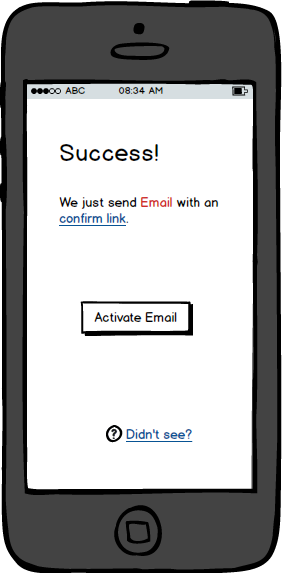 ABC 08:34 AM
Success!
We just send Email with an
confirm link.
Activate Email
? Didn't see?